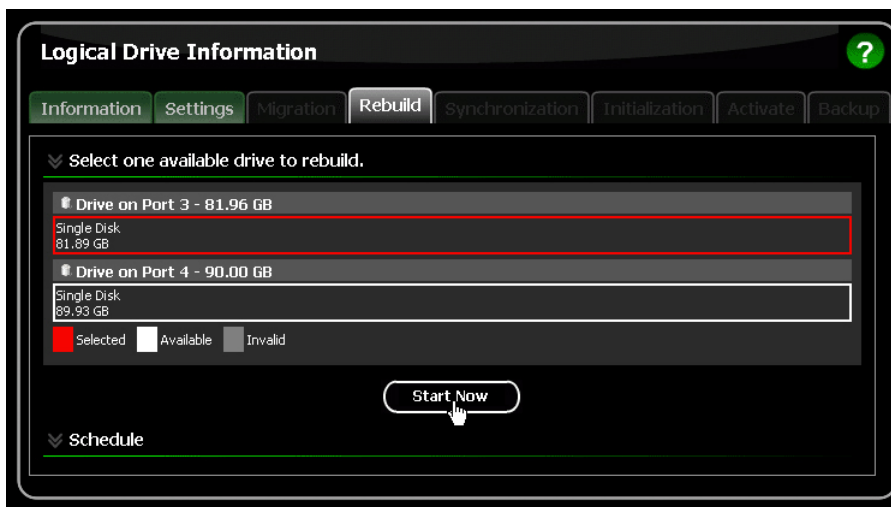 Logical Drive Information
?
Information Settings Migration Rebuild Synchronization Initialization Activate Backup
Select one available drive to rebuild.
Drive on Port 3 - 81.96 GB
Single Disk
81.89 GB
Drive on Port 4 - 90.00 GB
Single Disk
89.93 GB
Selected Available Invalid
Start Now
Schedule